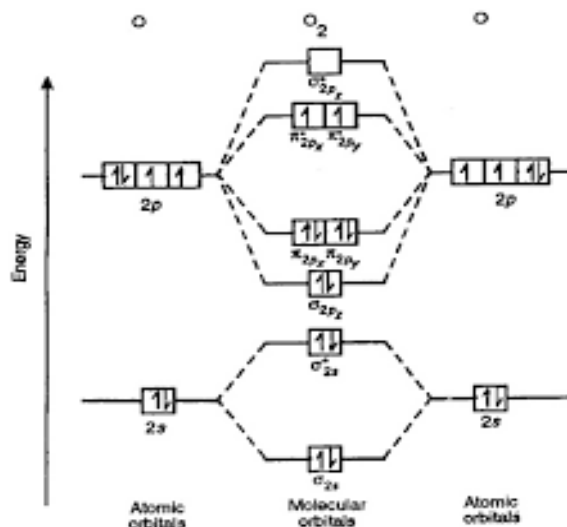 O O₂ O
σ*2pz
π*2px π*2py
2p 2p
π2px π2py
Energy
σ2pz
σ*2s
2s 2s
σ2s
Atomic orbitals
Molecular orbitals
Atomic orbitals